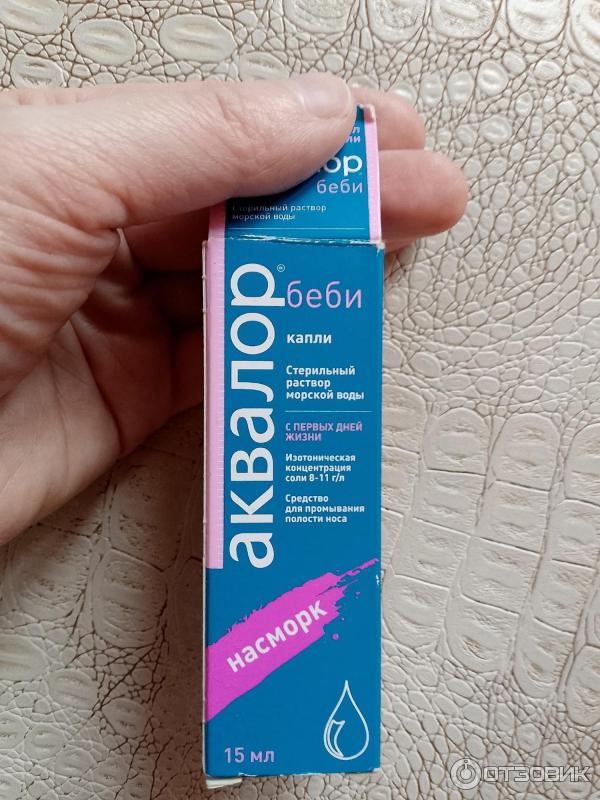 лор
беби
Стерильный раствор
морской воды
аквалор®
беби
капли
Стерильный
раствор
морской воды
С ПЕРВЫХ ДНЕЙ
ЖИЗНИ
Изотоническая
концентрация
соли 8-11 г/л
Средство
для промывания
полости носа
насморк
15 мл
ОТЗОВИК